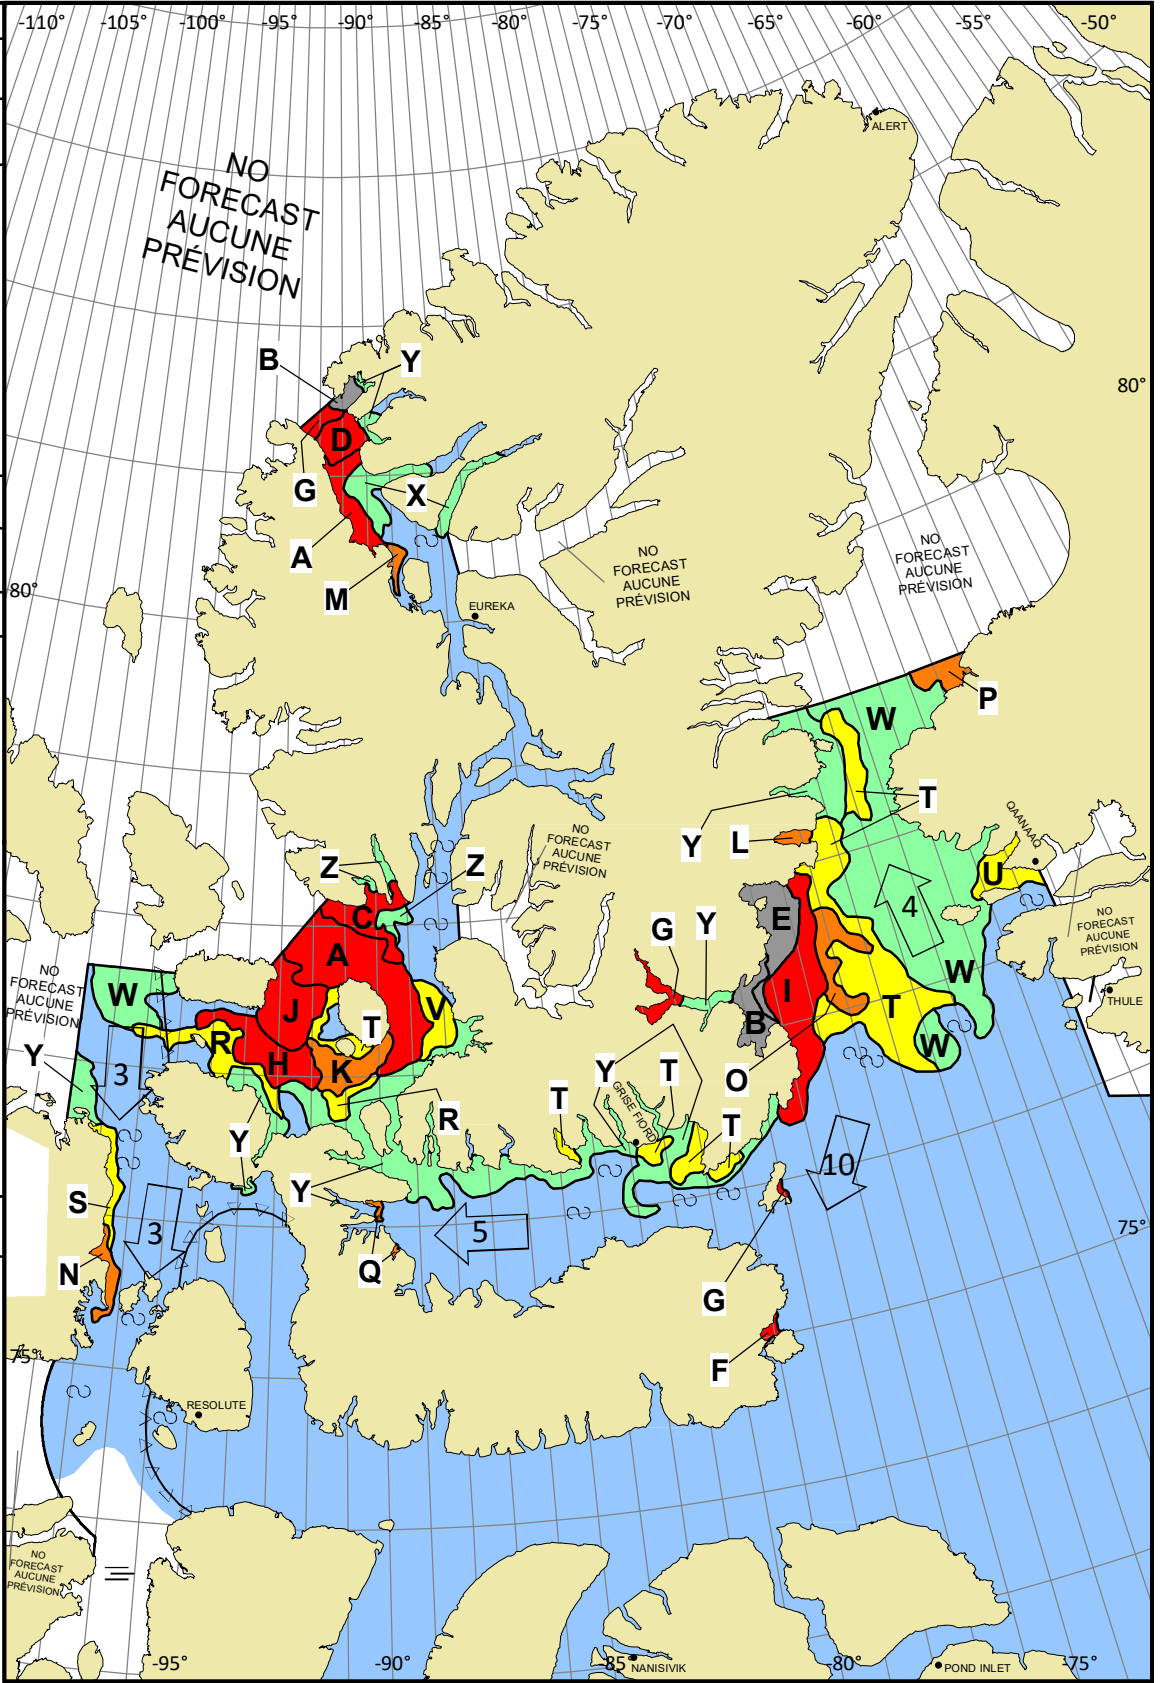 -110°
-105°
-100°
-95°
-90°
-85°
-80°
-75°
-70°
-65°
-60°
-55°
-50°
ALERT
NO
FORECAST
AUCUNE
PRÉVISION
B
Y
80°
D
G
X
A
NO
FORECAST
AUCUNE
PRÉVISION
NO
FORECAST
AUCUNE
PRÉVISION
80°
M
EUREKA
P
W
T
Y
L
QAANAAQ
NO
FORECAST
AUCUNE
PRÉVISION
Z
Z
U
C
E
4
G
Y
NO
FORECAST
AUCUNE
PRÉVISION
A
W
NO
FORECAST
AUCUNE
PRÉVISION
W
J
V
I
T
THULE
R
T
B
W
Y
3
H
K
Y
T
O
GRISE FIORD
T
R
T
Y
10
S
Y
3
5
75°
N
Q
G
75°
F
RESOLUTE
NO
FORECAST
AUCUNE
PRÉVISION
-95°
-90°
-85°
NANISIVIK
-80°
POND INLET
-75°